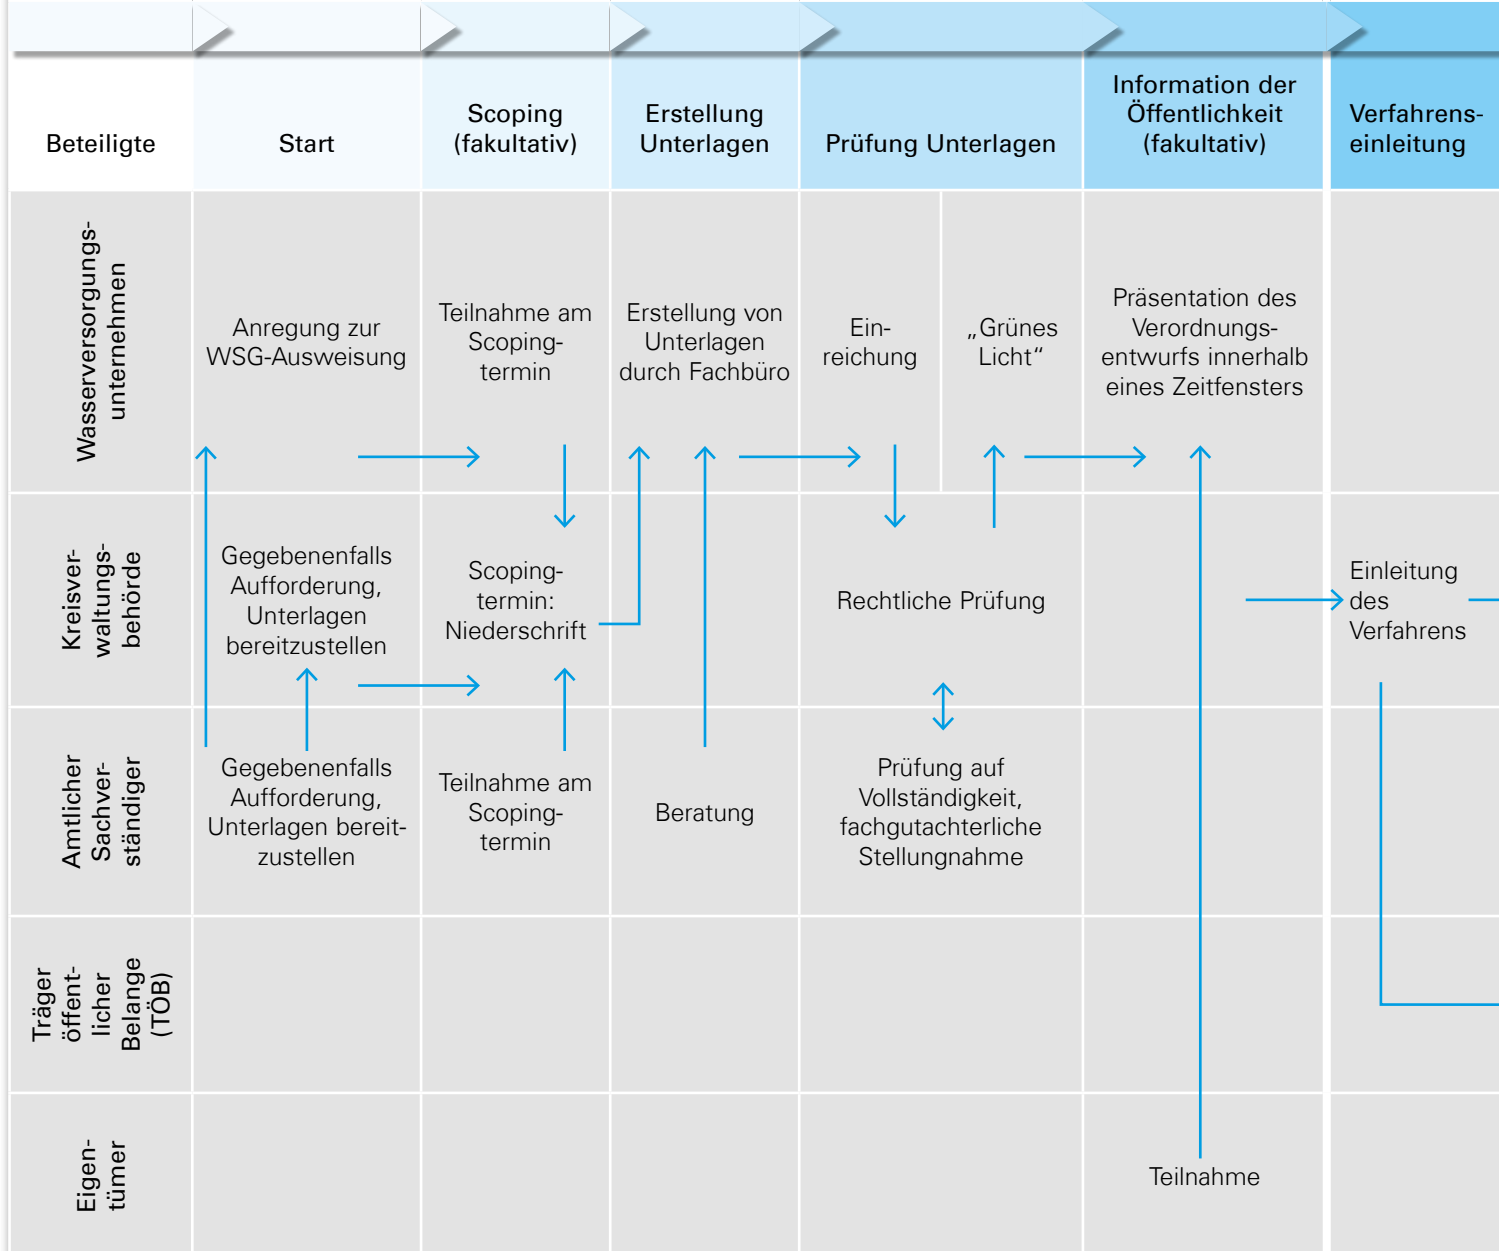 Beteiligte
Start
Scoping
(fakultativ)
Erstellung
Unterlagen
Prüfung Unterlagen
Information der
Öffentlichkeit
(fakultativ)
Verfahrens-
einleitung
Wasserversorgungs-
unternehmen
Anregung zur
WSG-Ausweisung
Teilnahme am
Scoping-
termin
Erstellung von
Unterlagen
durch Fachbüro
Ein-
reichung
„Grünes
Licht“
Präsentation des
Verordnungs-
entwurfs innerhalb
eines Zeitfensters
Kreisver-
waltungs-
behörde
Gegebenenfalls
Aufforderung,
Unterlagen
bereitzustellen
Scoping-
termin:
Niederschrift
Rechtliche Prüfung
Einleitung
des
Verfahrens
Amtlicher
Sachver-
ständiger
Gegebenenfalls
Aufforderung,
Unterlagen bereit-
zustellen
Teilnahme am
Scoping-
termin
Beratung
Prüfung auf
Vollständigkeit,
fachgutachterliche
Stellungnahme
Träger
öffent-
licher
Belange
(TÖB)
Eigen-
tümer
Teilnahme